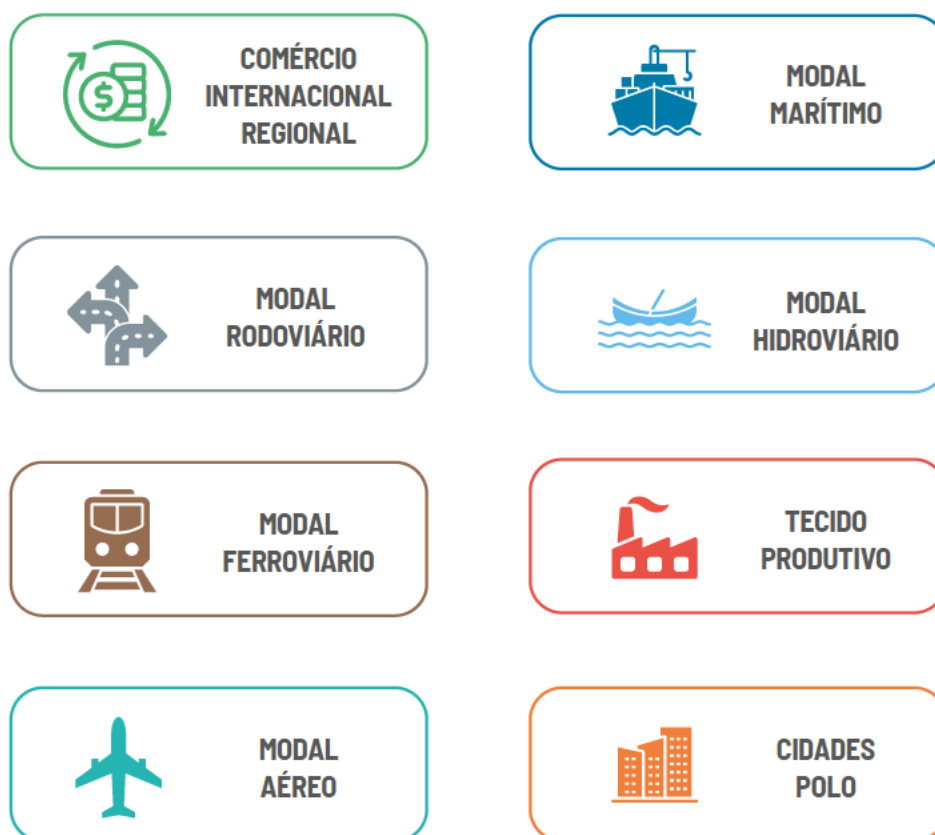 COMÉRCIO
INTERNACIONAL
REGIONAL
MODAL
MARÍTIMO
MODAL
RODOVIÁRIO
MODAL
HIDROVIÁRIO
MODAL
FERROVIÁRIO
TECIDO
PRODUTIVO
MODAL
AÉREO
CIDADES
POLO